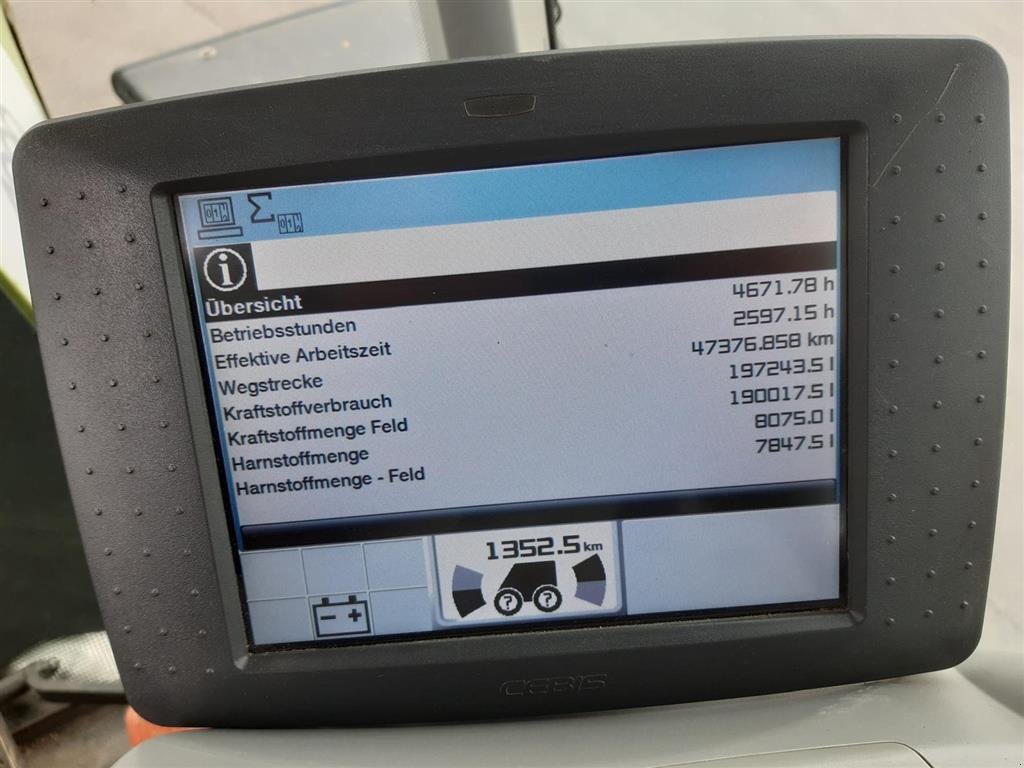 Übersicht
Betriebsstunden 4671.78 h
Effektive Arbeitszeit 2597.15 h
Wegstrecke 47376.858 km
Kraftstoffverbrauch 197243.5 l
Kraftstoffmenge Feld 190017.5 l
Harnstoffmenge 8075.0 l
Harnstoffmenge - Feld 7847.5 l
1352.5 km
? ?
- +
CEBIS